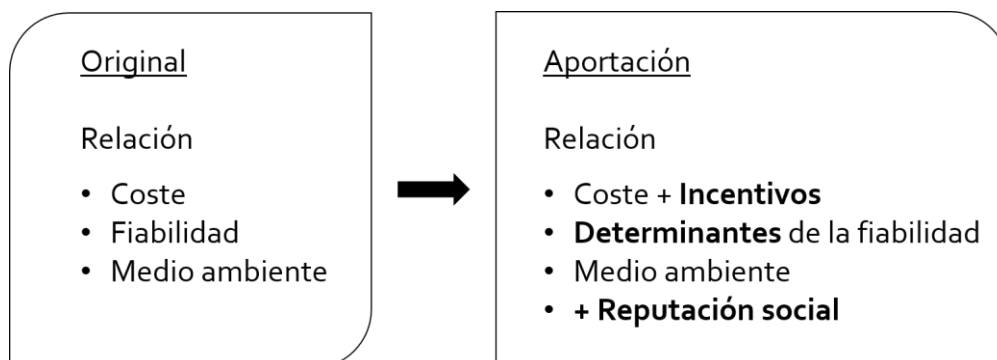 Original
Relación
• Coste
• Fiabilidad
• Medio ambiente
Aportación
Relación
• Coste + Incentivos
• Determinantes de la fiabilidad
• Medio ambiente
• + Reputación social